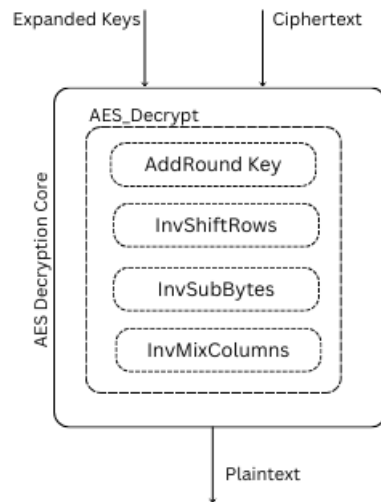 Expanded Keys
Ciphertext
AES Decryption Core
AES_Decrypt
AddRound Key
InvShiftRows
InvSubBytes
InvMixColumns
Plaintext